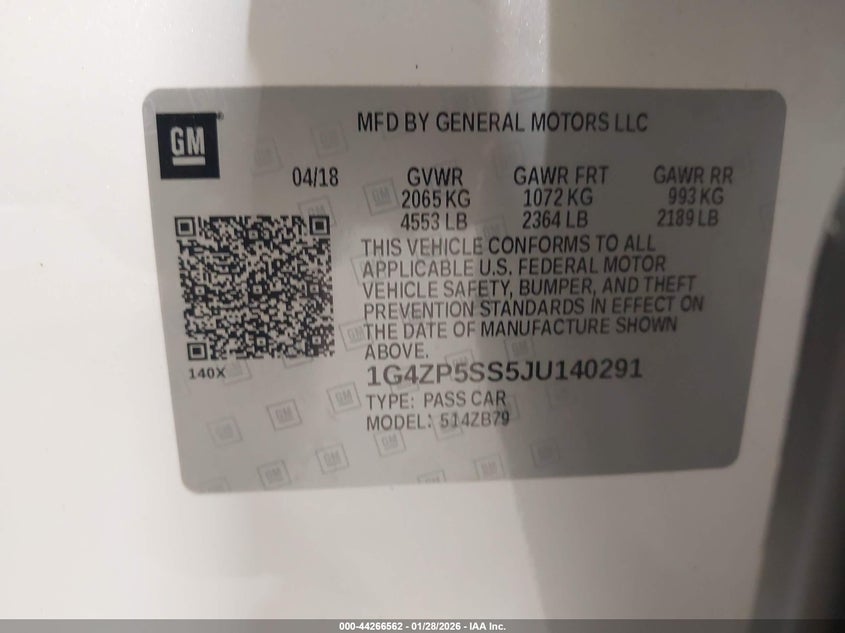 GM
MFD BY GENERAL MOTORS LLC
04/18 GVWR GAWR FRT GAWR RR
2065 KG 1072 KG 993 KG
4553 LB 2364 LB 2189 LB
THIS VEHICLE CONFORMS TO ALL
APPLICABLE U.S. FEDERAL MOTOR
VEHICLE SAFETY, BUMPER, AND THEFT
PREVENTION STANDARDS IN EFFECT ON
THE DATE OF MANUFACTURE SHOWN
ABOVE.
140X
1G4ZP5SS5JU140291
TYPE: PASS CAR
MODEL: 514ZB79
000-44266562 - 01/28/2026 - IAA Inc.